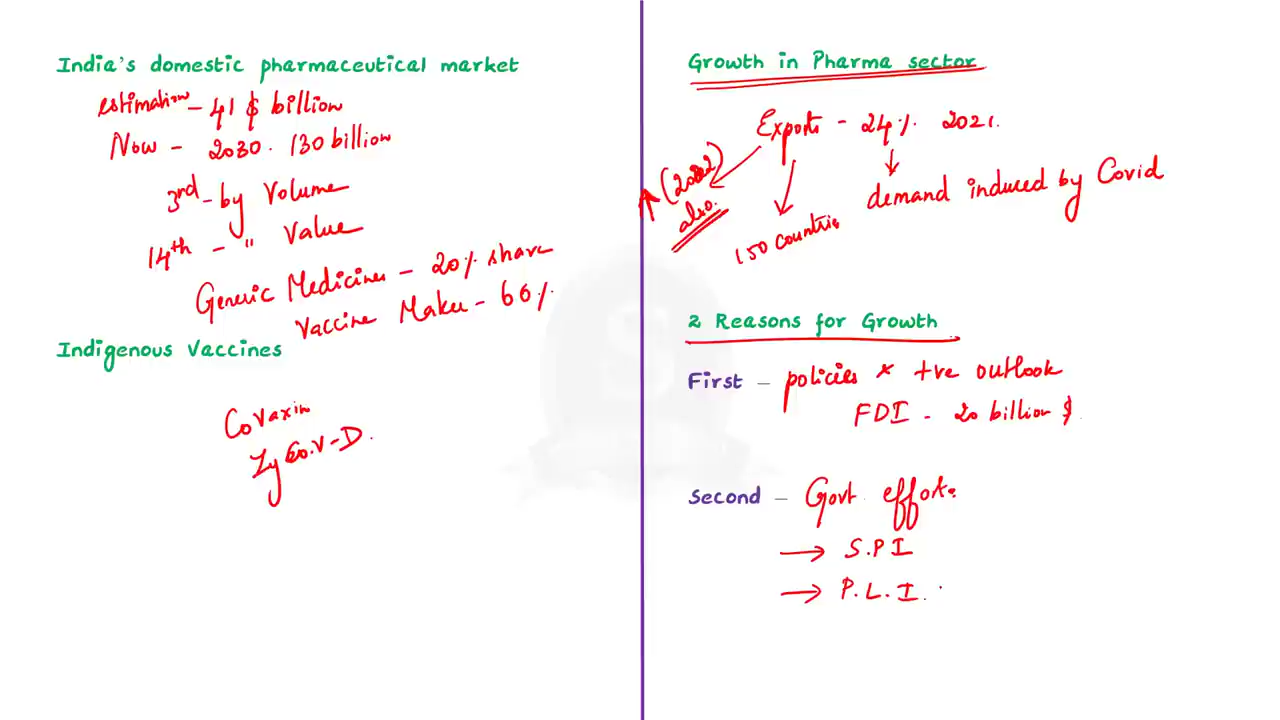 India's domestic pharmaceutical market
estimation - 41 $ billion
Now - 2030. 130 billion
3rd - by Volume
14th - " Value
Generic Medicines - 20% share
Vaccine Maker - 60%.
Indigenous Vaccines
Covaxin
ZyCo.V-D.
Growth in Pharma sector
Exports - 24% 2021.
(2022)
also.
demand induced by Covid
150 Countries
2 Reasons for Growth
First - policies * +ve outlook
FDI - 20 billion $
Second - Govt efforts
→ S.P.I
→ P.L.I.